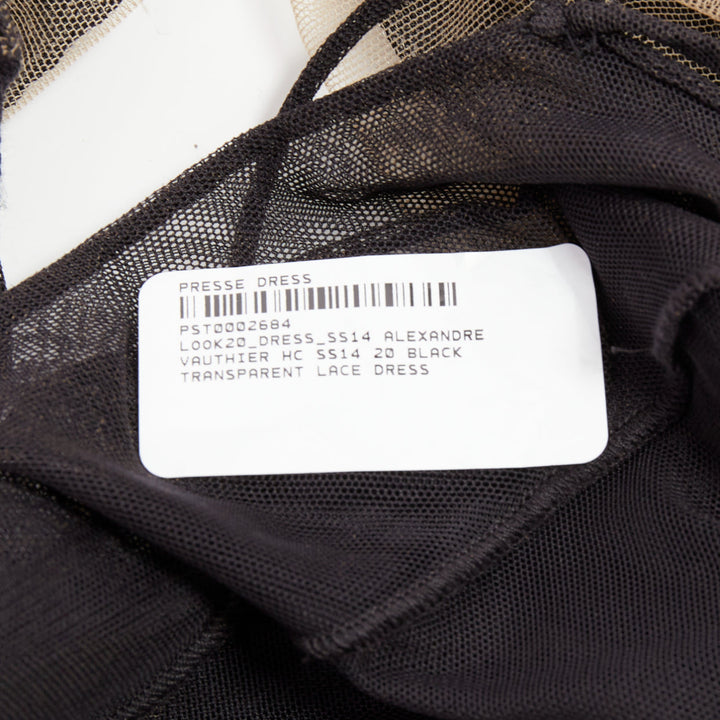 PRESSE DRESS
PST0002684
LOOK20_DRESS_SS14 ALEXANDRE
VAUTHIER HC SS14 20 BLACK
TRANSPARENT LACE DRESS